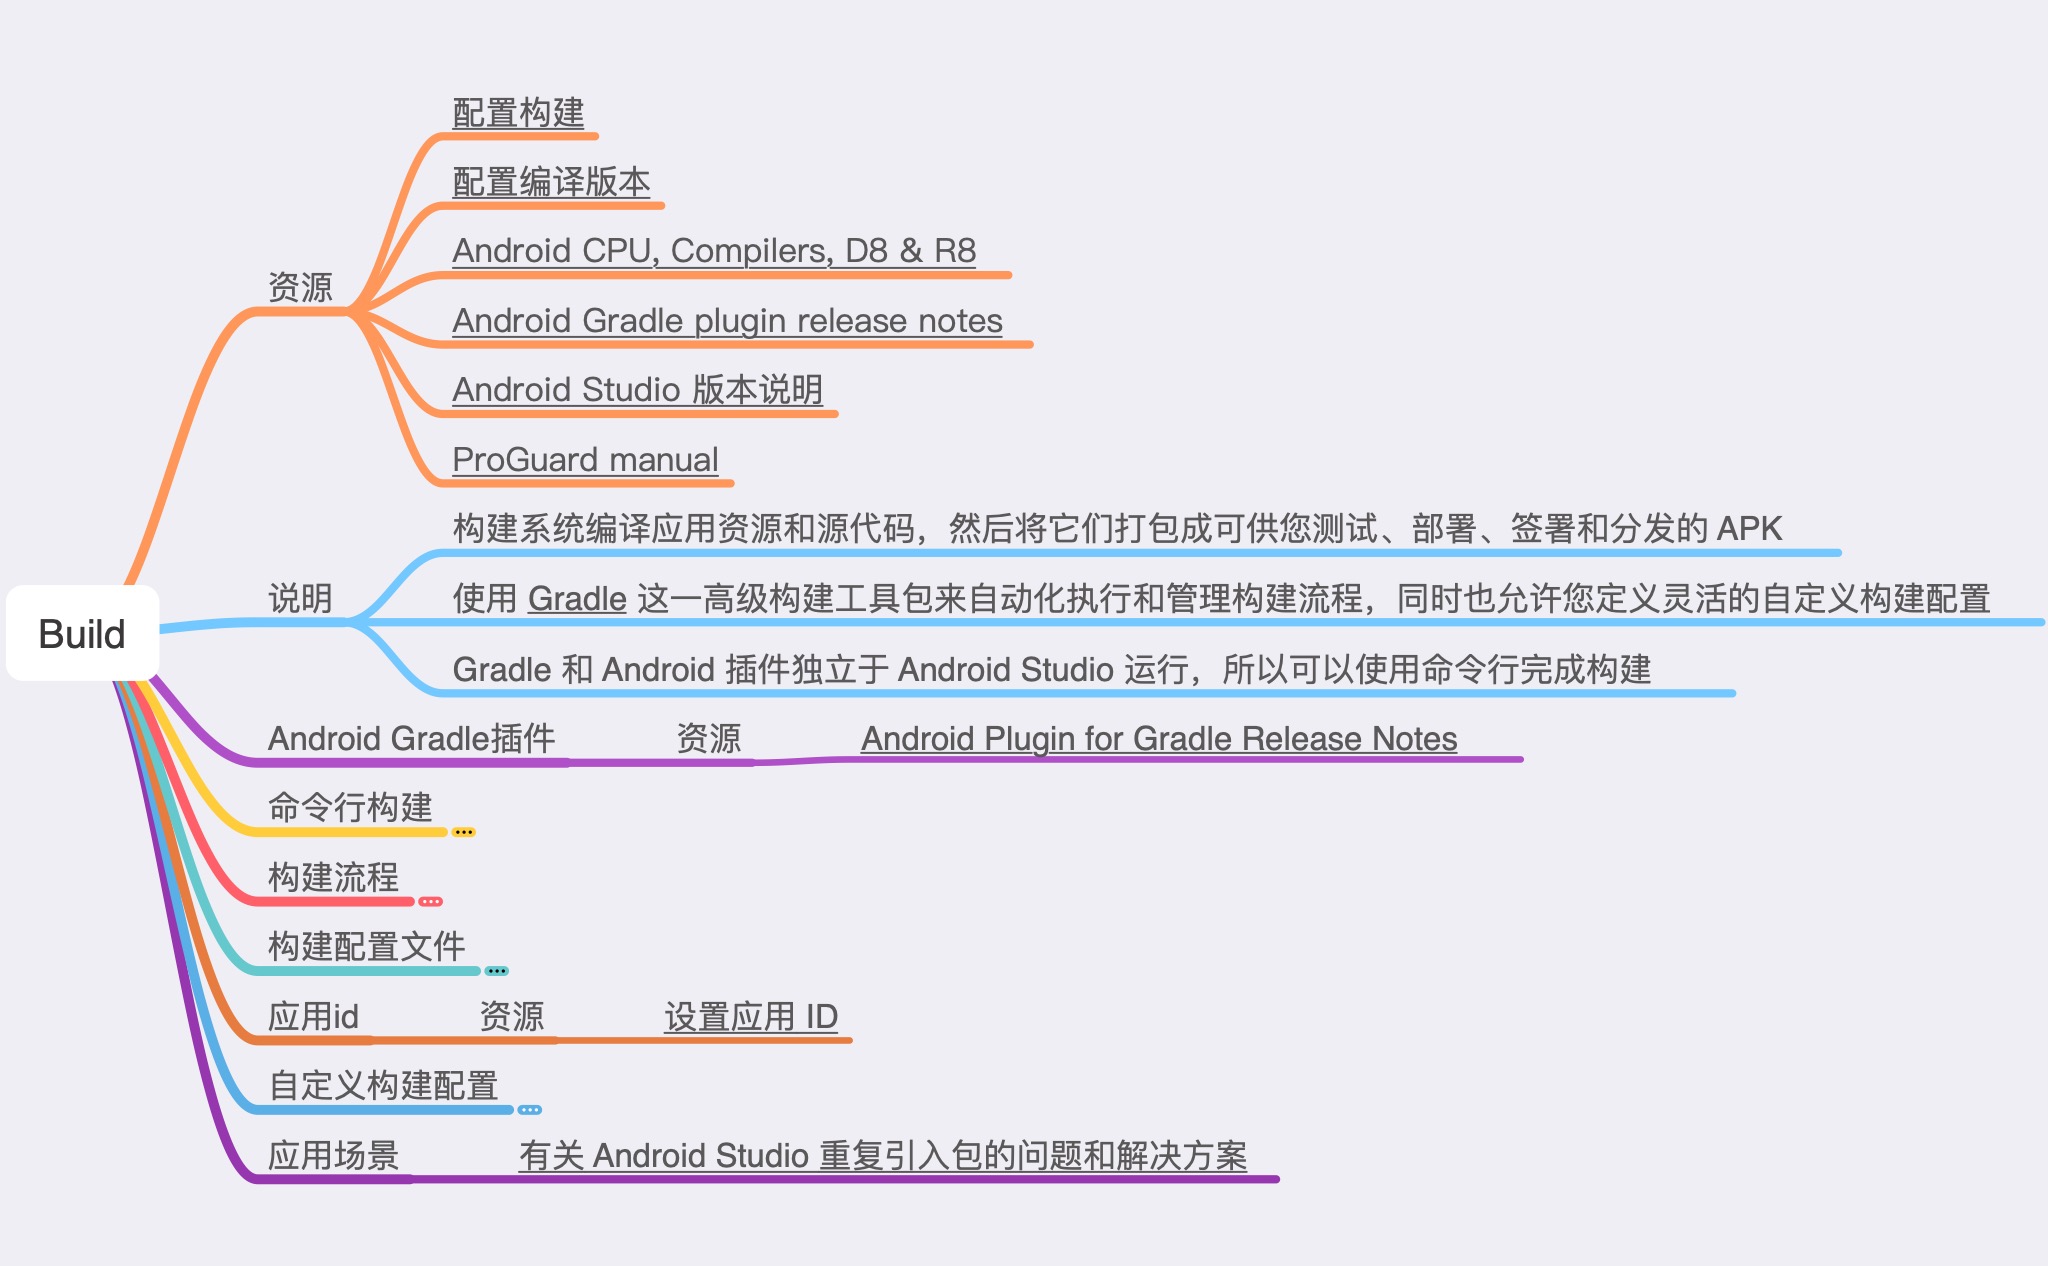 配置构建
配置编译版本
Android CPU, Compilers, D8 & R8
资源
Android Gradle plugin release notes
Android Studio 版本说明
ProGuard manual
构建系统编译应用资源和源代码，然后将它们打包成可供您测试、部署、签署和分发的 APK
说明
使用 Gradle 这一高级构建工具包来自动化执行和管理构建流程，同时也允许您定义灵活的自定义构建配置
Build
Gradle 和 Android 插件独立于 Android Studio 运行，所以可以使用命令行完成构建
Android Gradle插件 资源 Android Plugin for Gradle Release Notes
命令行构建
构建流程
构建配置文件
应用id 资源 设置应用 ID
自定义构建配置
应用场景 有关 Android Studio 重复引入包的问题和解决方案